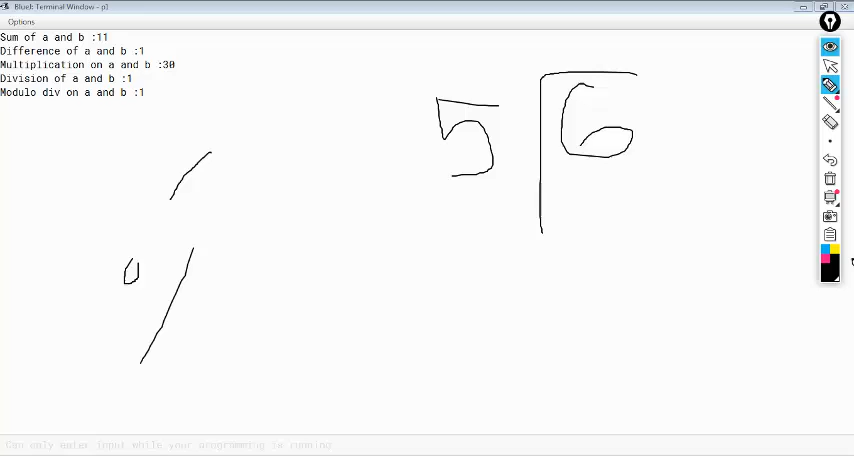 BlueJ: Terminal Window - p1
Options
Sum of a and b :11
Difference of a and b :1
Multiplication on a and b :30
Division of a and b :1
Modulo div on a and b :1
5 6
%
Can only enter input while your programming is running